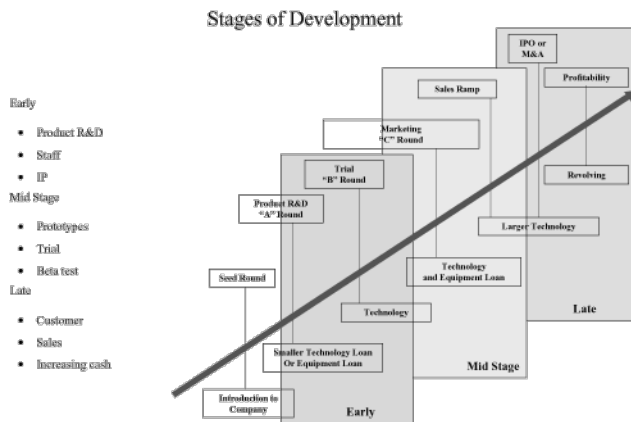 Stages of Development
Early
• Product R&D
• Staff
• IP
Mid Stage
• Prototypes
• Trial
• Beta test
Late
• Customer
• Sales
• Increasing cash
IPO or
M&A
Profitability
Sales Ramp
Marketing
"C" Round
Trial
"B" Round
Product R&D
"A" Round
Revolving
Larger Technology
Seed Round
Technology
and Equipment Loan
Technology
Late
Smaller Technology Loan
Or Equipment Loan
Mid Stage
Introduction to
Company
Early